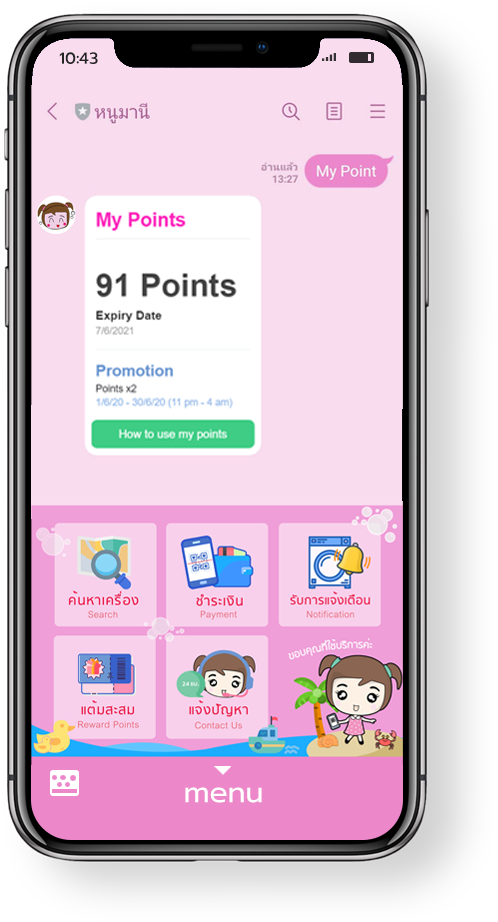 10:43
หนูมานี
อ่านแล้ว
13:27
My Point
My Points
91 Points
Expiry Date
7/6/2021
Promotion
Points x2
1/6/20 - 30/6/20 (11 pm - 4 am)
How to use my points
ค้นหาเครื่อง
Search
ชำระเงิน
Payment
รับการแจ้งเตือน
Notification
แต้มสะสม
Reward Points
24 ชม.
แจ้งปัญหา
Contact Us
ขอบคุณที่ใช้บริการค่ะ
menu